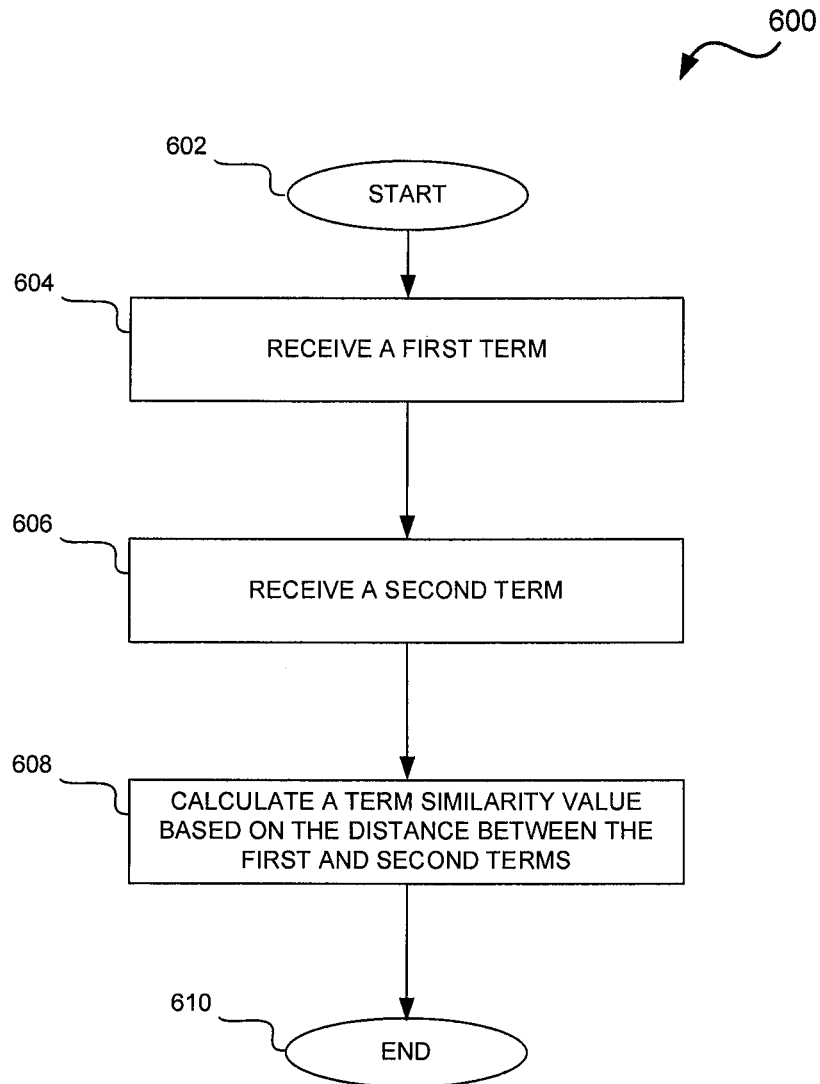 600
602
START
604
RECEIVE A FIRST TERM
606
RECEIVE A SECOND TERM
608
CALCULATE A TERM SIMILARITY VALUE
BASED ON THE DISTANCE BETWEEN THE
FIRST AND SECOND TERMS
610
END